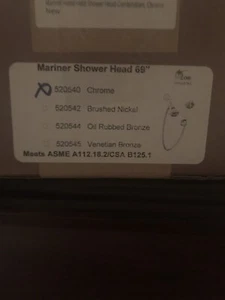 Mariner Shower Head 69"
520540 Chrome
520542 Brushed Nickel
520544 Oil Rubbed Bronze
520545 Venetian Bronze
Meets ASME A112.18.2/CSA B125.1